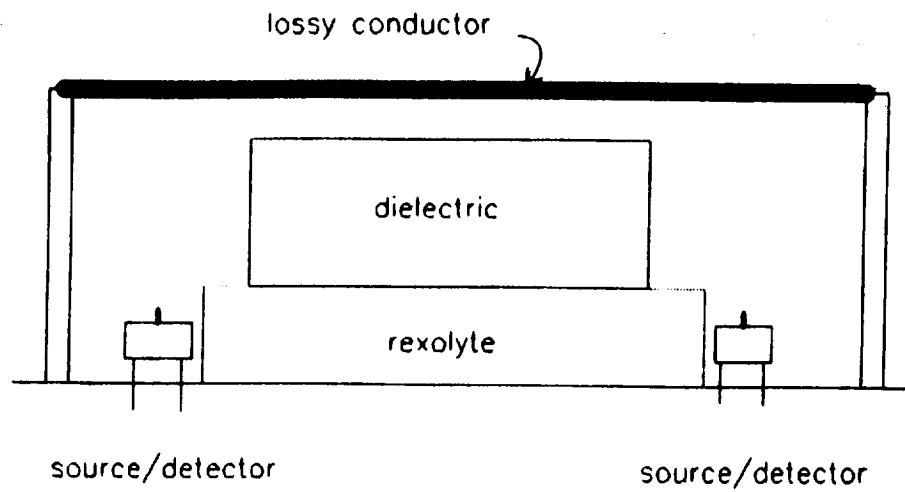 lossy conductor
dielectric
rexolyte
source/detector
source/detector